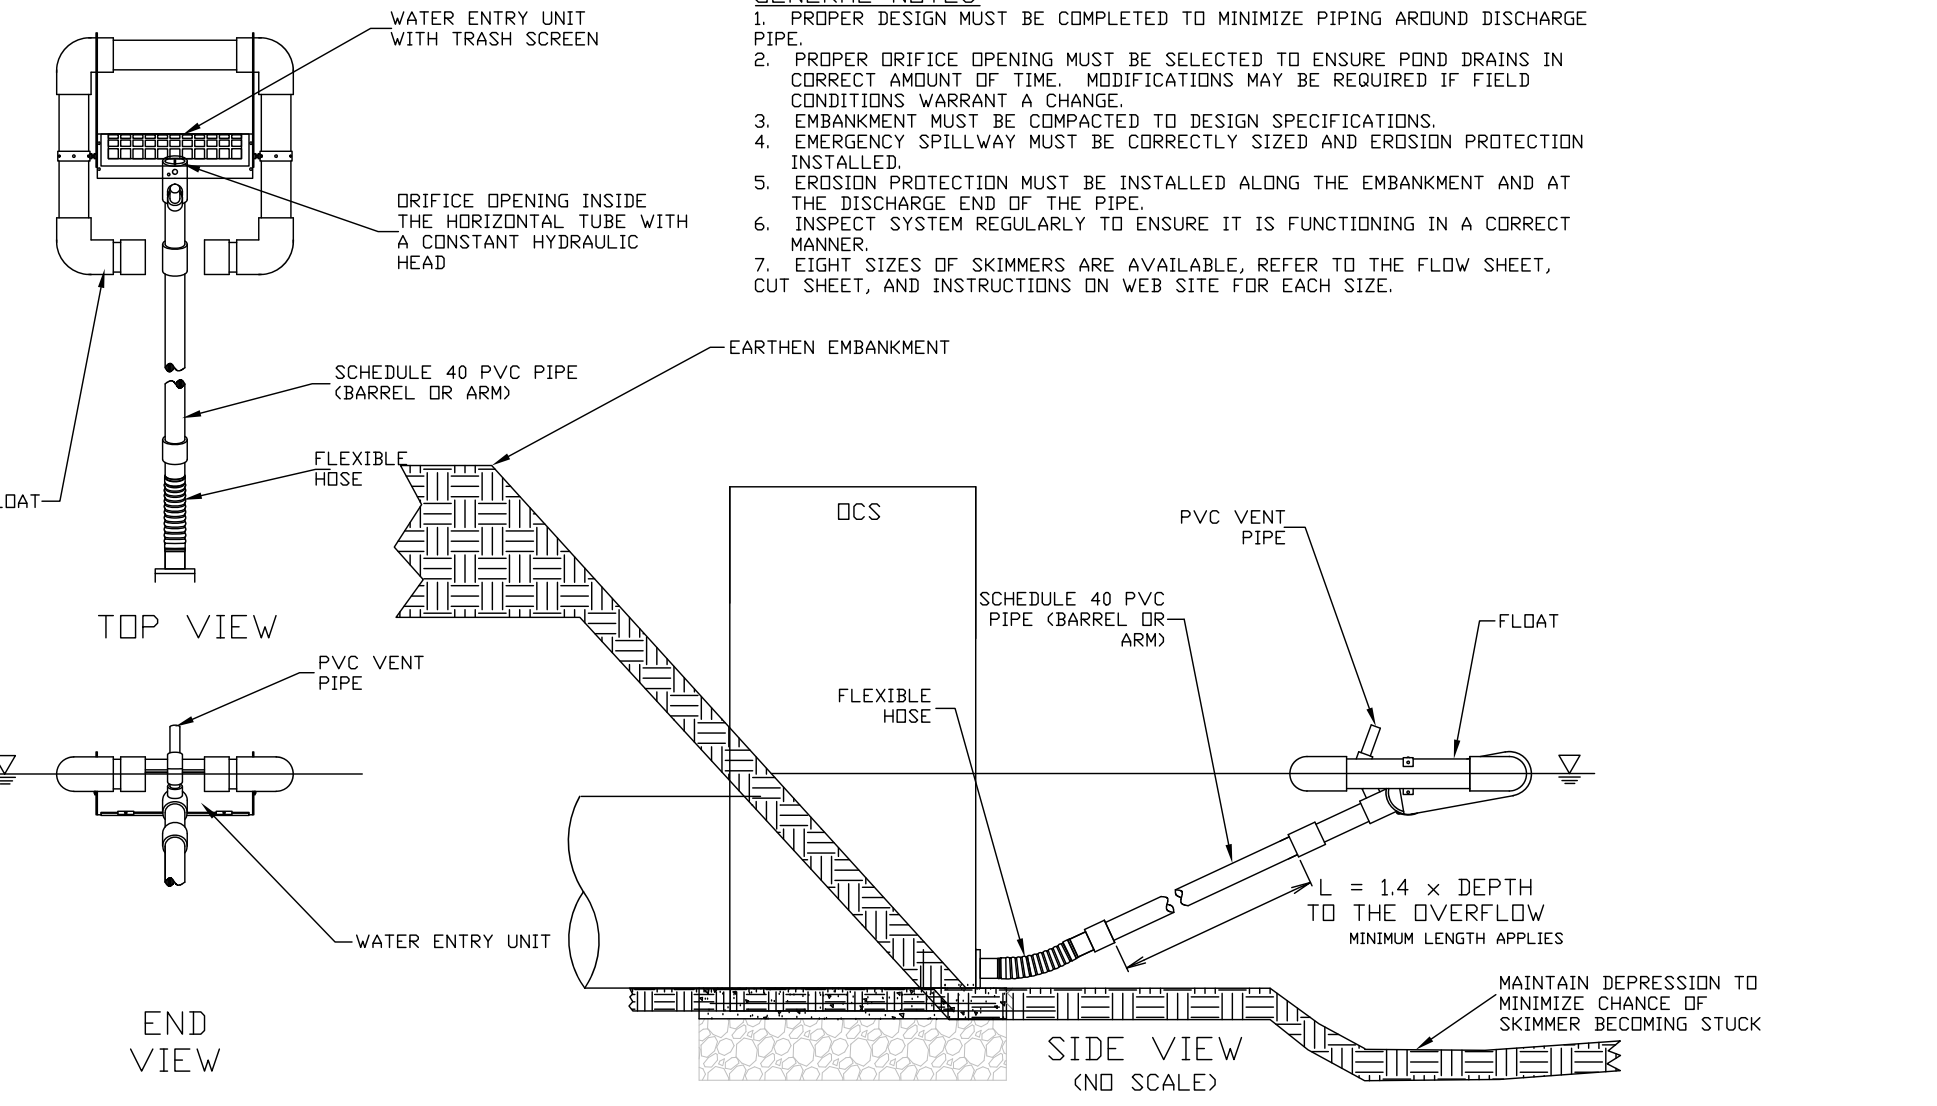 WATER ENTRY UNIT
WITH TRASH SCREEN
ORIFICE OPENING INSIDE
THE HORIZONTAL TUBE WITH
A CONSTANT HYDRAULIC
HEAD
SCHEDULE 40 PVC PIPE
(BARREL OR ARM)
FLEXIBLE
HOSE
TOP VIEW
GENERAL NOTES
1. PROPER DESIGN MUST BE COMPLETED TO MINIMIZE PIPING AROUND DISCHARGE
PIPE.
2. PROPER ORIFICE OPENING MUST BE SELECTED TO ENSURE POND DRAINS IN
CORRECT AMOUNT OF TIME. MODIFICATIONS MAY BE REQUIRED IF FIELD
CONDITIONS WARRANT A CHANGE.
3. EMBANKMENT MUST BE COMPACTED TO DESIGN SPECIFICATIONS.
4. EMERGENCY SPILLWAY MUST BE CORRECTLY SIZED AND EROSION PROTECTION
INSTALLED.
5. EROSION PROTECTION MUST BE INSTALLED ALONG THE EMBANKMENT AND AT
THE DISCHARGE END OF THE PIPE.
6. INSPECT SYSTEM REGULARLY TO ENSURE IT IS FUNCTIONING IN A CORRECT
MANNER.
7. EIGHT SIZES OF SKIMMERS ARE AVAILABLE, REFER TO THE FLOW SHEET,
CUT SHEET, AND INSTRUCTIONS ON WEB SITE FOR EACH SIZE.
EARTHEN EMBANKMENT
OCS
PVC VENT
PIPE
SCHEDULE 40 PVC
PIPE (BARREL OR
ARM)
FLOAT
FLEXIBLE
HOSE
L = 1.4 x DEPTH
TO THE OVERFLOW
MINIMUM LENGTH APPLIES
MAINTAIN DEPRESSION TO
MINIMIZE CHANCE OF
SKIMMER BECOMING STUCK
SIDE VIEW
(NO SCALE)
PVC VENT
PIPE
WATER ENTRY UNIT
END
VIEW